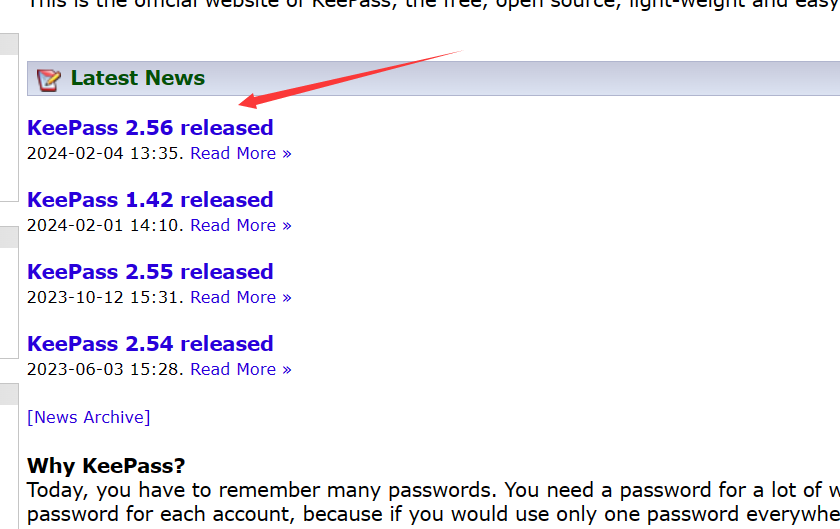 This is the official website of KeePass, the free, open source, light-weight and easy
Latest News
KeePass 2.56 released
2024-02-04 13:35. Read More »
KeePass 1.42 released
2024-02-01 14:10. Read More »
KeePass 2.55 released
2023-10-12 15:31. Read More »
KeePass 2.54 released
2023-06-03 15:28. Read More »
[News Archive]
Why KeePass?
Today, you have to remember many passwords. You need a password for a lot of
password for each account, because if you would use only one password